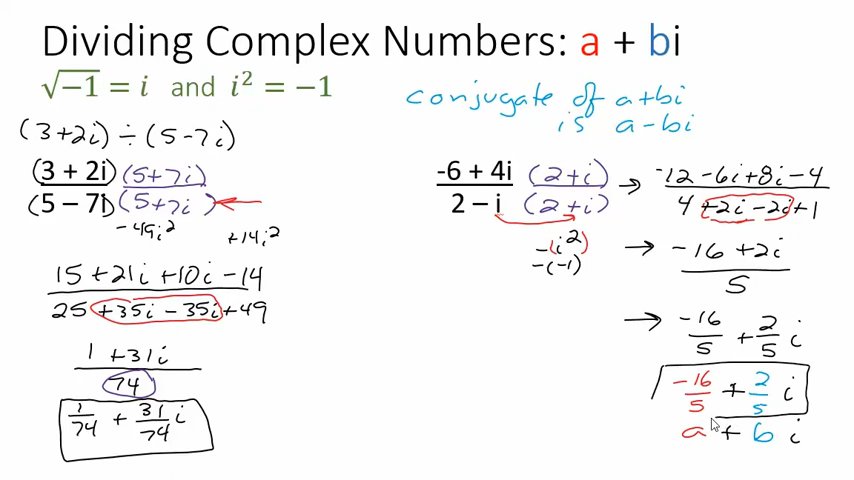 Dividing Complex Numbers: a + bi
√−1 = i and i² = −1
conjugate of a+bi
is a−bi
(3+2i) ÷ (5−7i)
(3 + 2i) (5+7i)
(5 − 7i) (5+7i)
−49i²
+14i²
15 +21i +10i −14
25 +35i − 35i +49
1 +31i
74
1/74 + 31/74 i
-6 + 4i (2+i) → -12 −6i +8i −4
2 − i (2+i) 4 +2i −2i +1
−(i²)
−(−1)
→ −16 +2i
5
→ −16/5 + 2/5 i
−16/5 + 2/5 i
a + b i